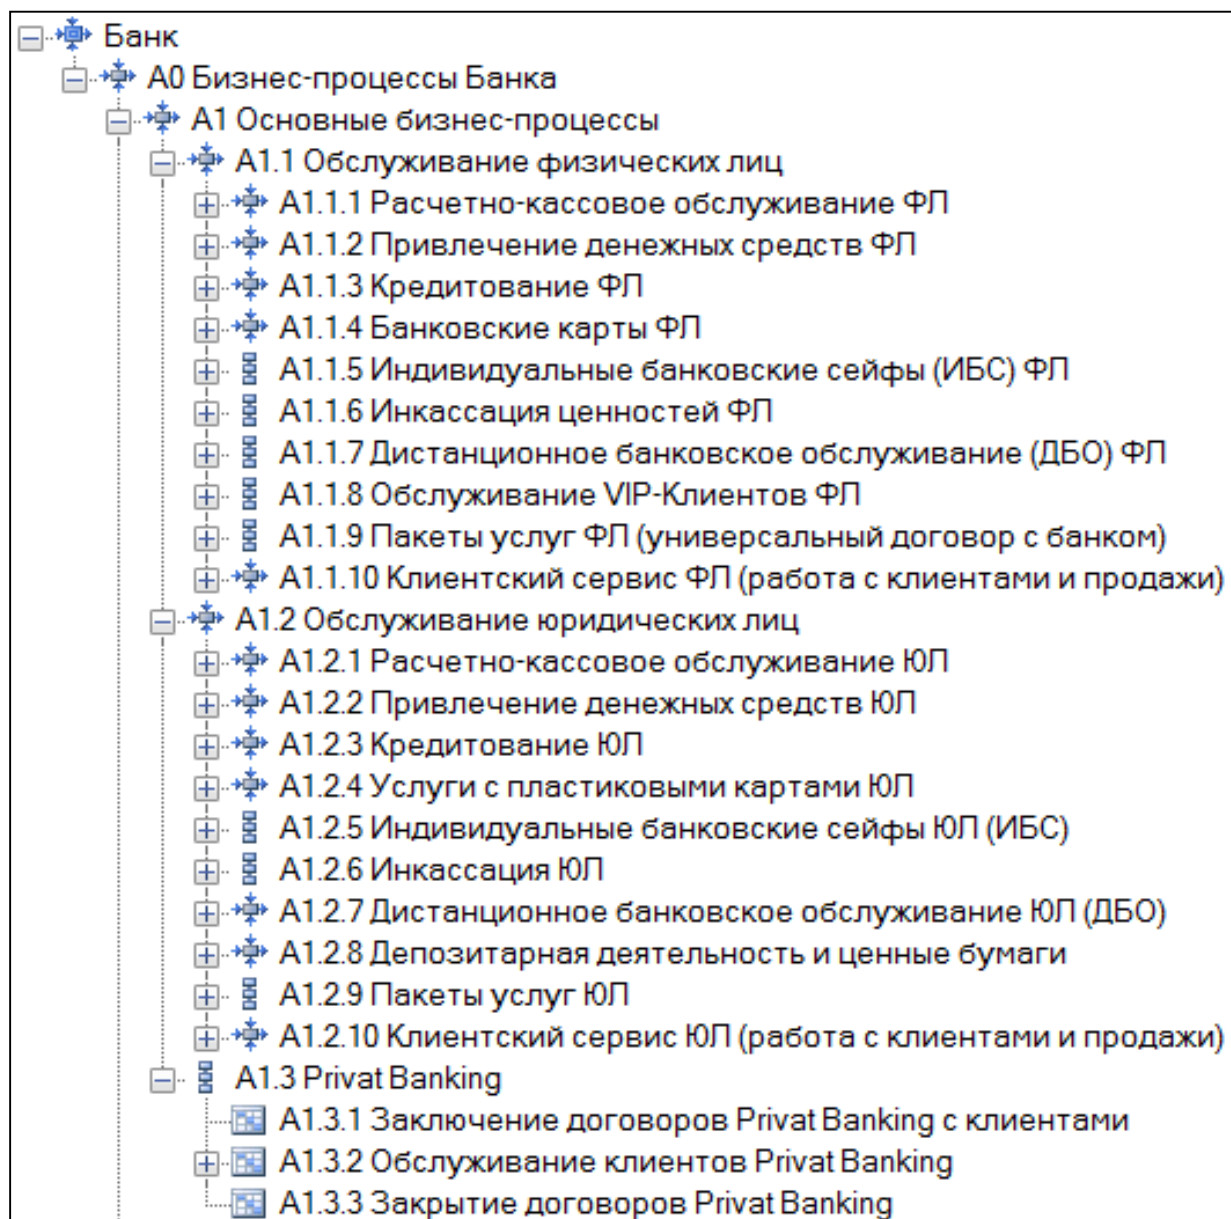 Банк
А0 Бизнес-процессы Банка
А1 Основные бизнес-процессы
А1.1 Обслуживание физических лиц
А1.1.1 Расчетно-кассовое обслуживание ФЛ
А1.1.2 Привлечение денежных средств ФЛ
А1.1.3 Кредитование ФЛ
А1.1.4 Банковские карты ФЛ
А1.1.5 Индивидуальные банковские сейфы (ИБС) ФЛ
А1.1.6 Инкассация ценностей ФЛ
А1.1.7 Дистанционное банковское обслуживание (ДБО) ФЛ
А1.1.8 Обслуживание VIP-Клиентов ФЛ
А1.1.9 Пакеты услуг ФЛ (универсальный договор с банком)
А1.1.10 Клиентский сервис ФЛ (работа с клиентами и продажи)
А1.2 Обслуживание юридических лиц
А1.2.1 Расчетно-кассовое обслуживание ЮЛ
А1.2.2 Привлечение денежных средств ЮЛ
А1.2.3 Кредитование ЮЛ
А1.2.4 Услуги с пластиковыми картами ЮЛ
А1.2.5 Индивидуальные банковские сейфы ЮЛ (ИБС)
А1.2.6 Инкассация ЮЛ
А1.2.7 Дистанционное банковское обслуживание ЮЛ (ДБО)
А1.2.8 Депозитарная деятельность и ценные бумаги
А1.2.9 Пакеты услуг ЮЛ
А1.2.10 Клиентский сервис ЮЛ (работа с клиентами и продажи)
А1.3 Privat Banking
А1.3.1 Заключение договоров Privat Banking с клиентами
А1.3.2 Обслуживание клиентов Privat Banking
А1.3.3 Закрытие договоров Privat Banking